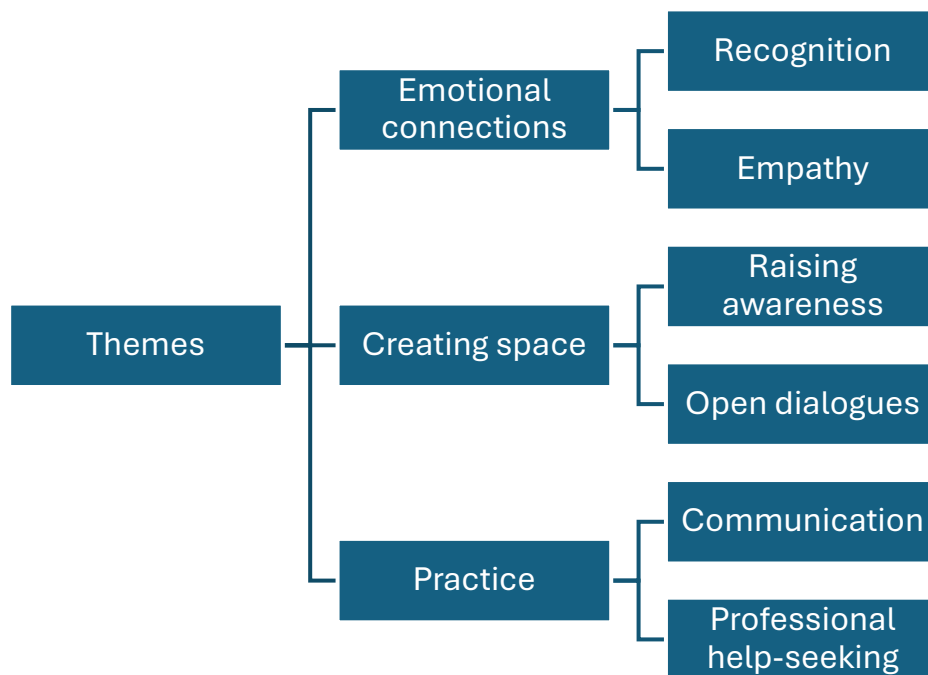 Themes
Emotional
connections
Recognition
Empathy
Creating space
Raising
awareness
Open dialogues
Practice
Communication
Professional
help-seeking